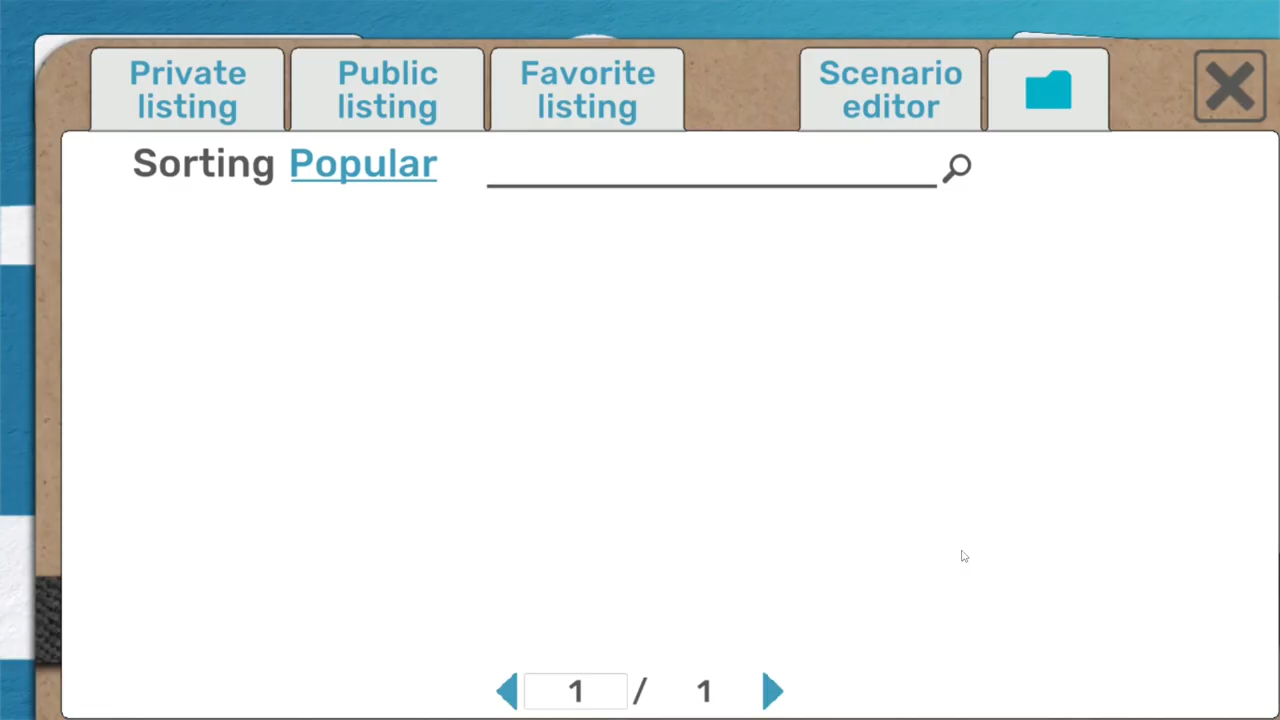 Private
listing
Public
listing
Favorite
listing
Scenario
editor
Sorting Popular
1 / 1